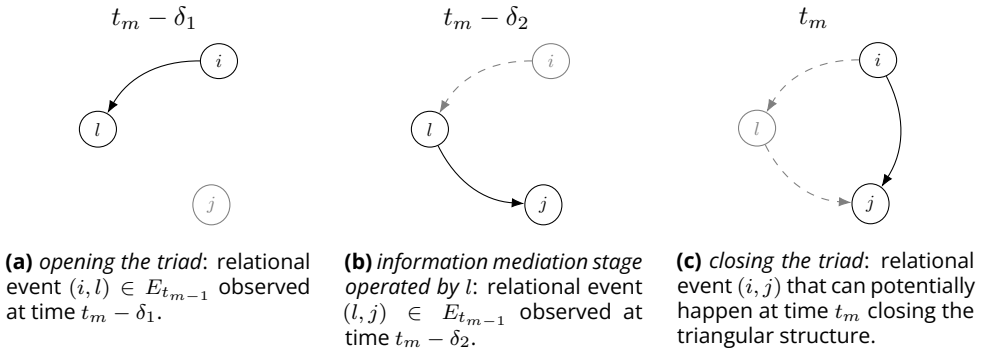 t_m − δ_1
i
l
j
(a) opening the triad: relational
event (i, l) ∈ E_{t_{m−1}} observed
at time t_m − δ_1.
t_m − δ_2
i
l
j
(b) information mediation stage
operated by l: relational event
(l, j) ∈ E_{t_{m−1}} observed at
time t_m − δ_2.
t_m
i
l
j
(c) closing the triad: relational
event (i, j) that can potentially
happen at time t_m closing the
triangular structure.